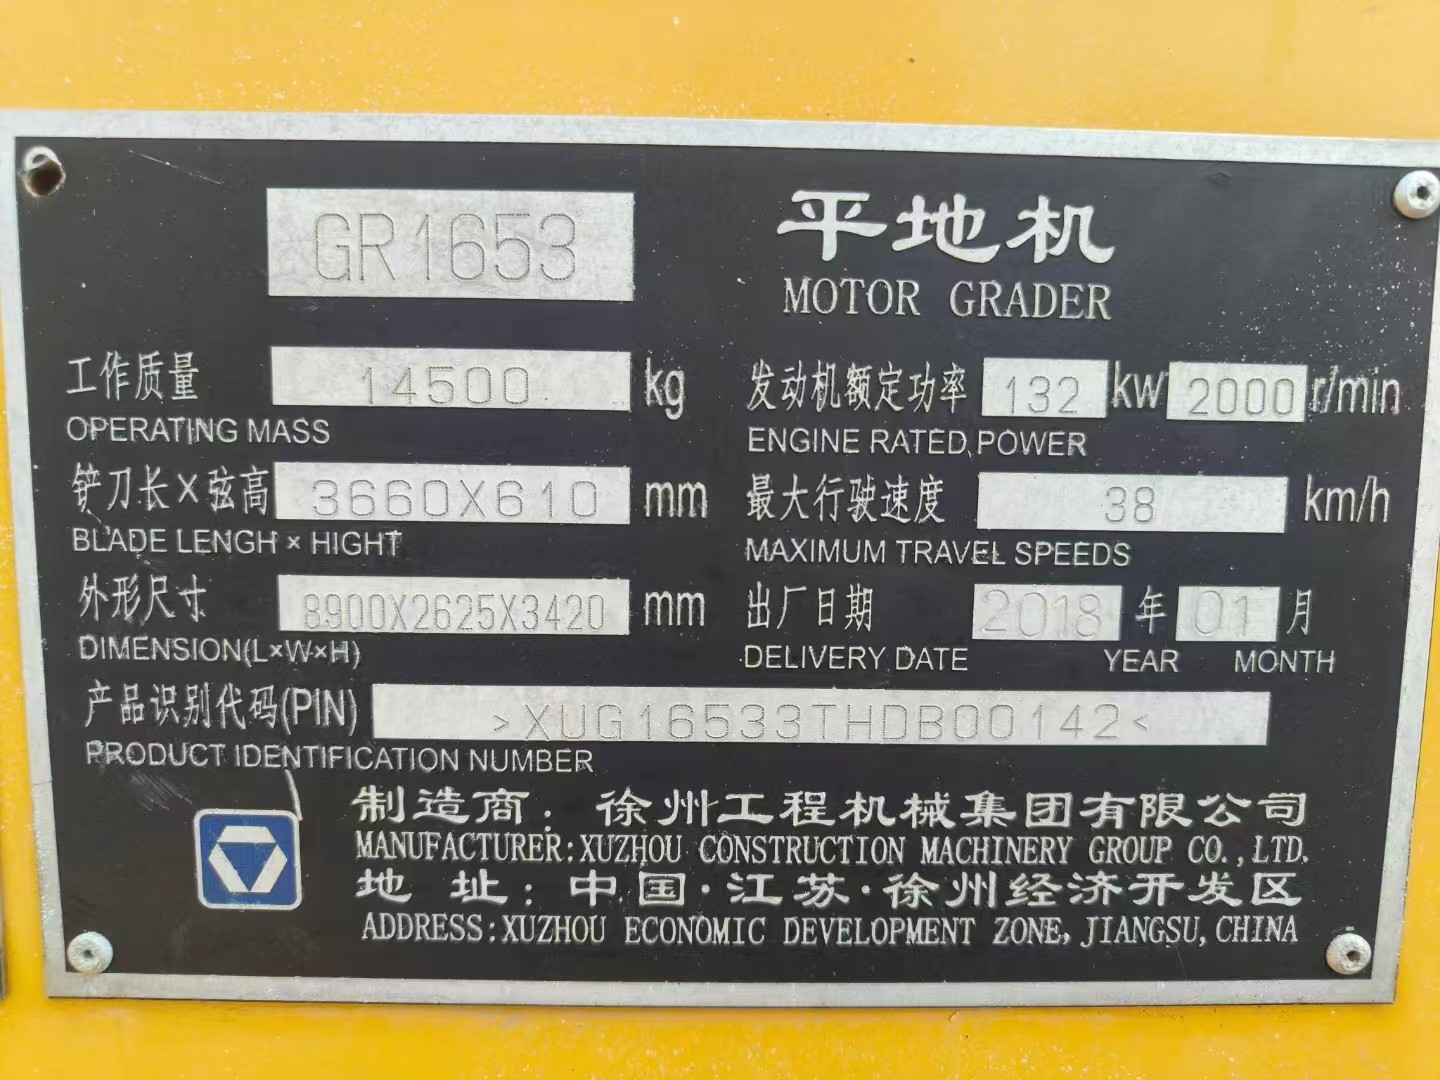 GR1653 平地机
MOTOR GRADER
工作质量 14500 kg 发动机额定功率 132 kw 2000 r/min
OPERATING MASS ENGINE RATED POWER
铲刀长×弦高 3660X610 mm 最大行驶速度 38 km/h
BLADE LENGH × HIGHT MAXIMUM TRAVEL SPEEDS
外形尺寸 8900X2625X3420 mm 出厂日期 2018 年 01 月
DIMENSION(L×W×H) DELIVERY DATE YEAR MONTH
产品识别代码(PIN) >XUG16533THDB00142<
PRODUCT IDENTIFICATION NUMBER
制造商: 徐州工程机械集团有限公司
MANUFACTURER:XUZHOU CONSTRUCTION MACHINERY GROUP CO.,LTD.
地 址: 中国·江苏·徐州经济开发区
ADDRESS:XUZHOU ECONOMIC DEVELOPMENT ZONE,JIANGSU,CHINA